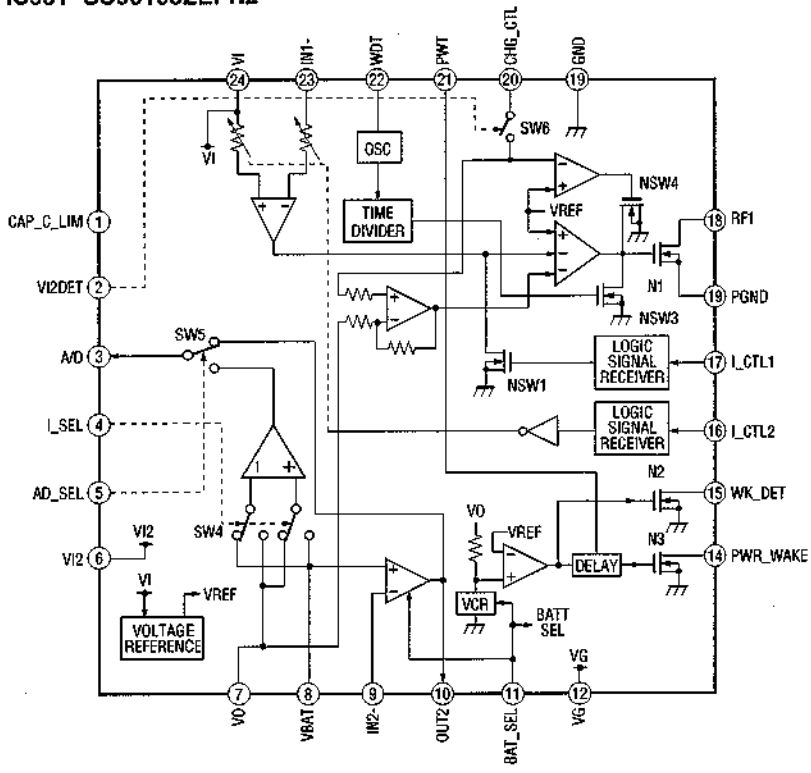 VI
IN1-
WDT
PWT
CHG_CTL
GND
24
23
22
21
20
19
SW6
VI
OSC
NSW4
CAP_C_LIM
1
TIME
DIVIDER
VREF
18
RF1
VI2DET
2
N1
19
PGND
NSW3
SW5
A/D
3
LOGIC
SIGNAL
RECEIVER
17
I_CTL1
NSW1
I_SEL
4
LOGIC
SIGNAL
RECEIVER
16
I_CTL2
AD_SEL
5
1
N2
VO
15
WK_DET
SW4
VREF
N3
VI2
6
VI2
14
PWR_WAKE
DELAY
VI
VREF
VCR
BATT
SEL
VOLTAGE
REFERENCE
VG
7
8
9
10
11
12
VO
VBAT
IN2-
OUT2
BAT_SEL
VG